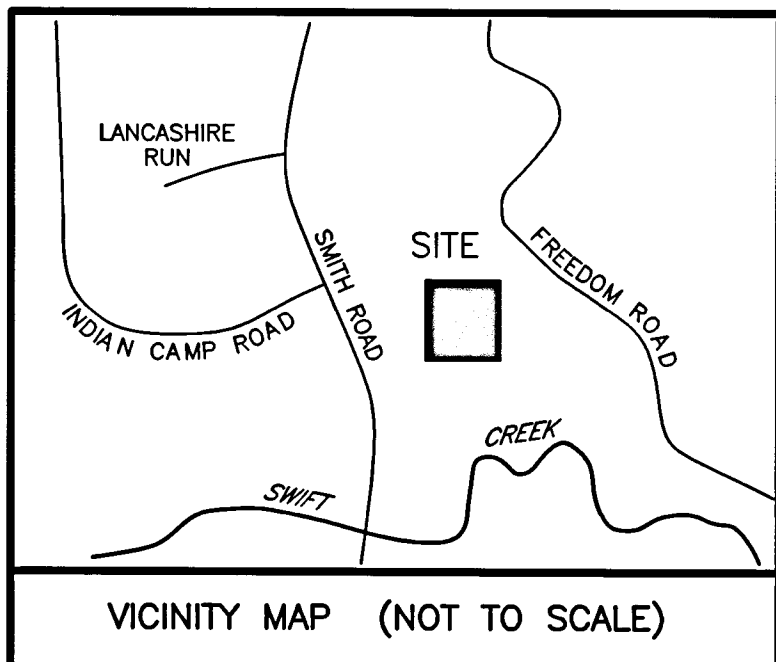 LANCASHIRE
RUN
SITE
SMITH ROAD
FREEDOM ROAD
INDIAN CAMP ROAD
CREEK
SWIFT
VICINITY MAP (NOT TO SCALE)